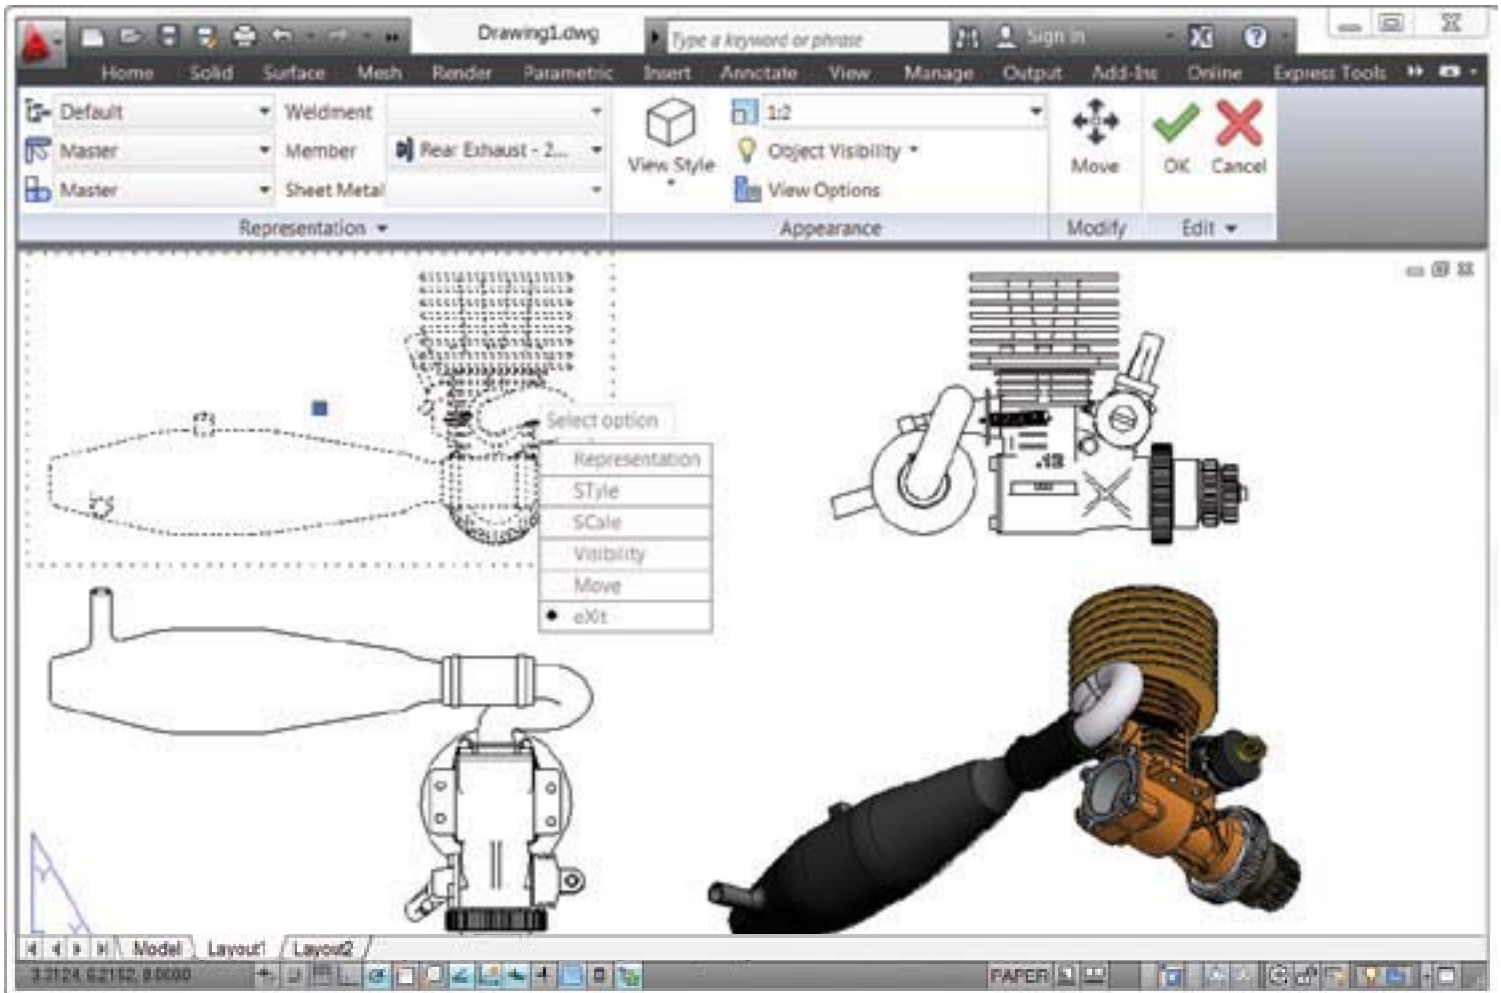 Drawing1.dwg
Type a keyword or phrase
Sign In
Home Solid Surface Mesh Render Parametric Insert Annotate View Manage Output Add-Ins Online Express Tools
Default Weldment 1:2
Master Member Rear Exhaust - 2... View Style Object Visibility Move OK Cancel
Master Sheet Metal View Options
Representation Appearance Modify Edit
Select option
Representation
STyle
SCale
Visibility
Move
eXit
.12
Y
X
Model Layout1 Layout2
PAPER